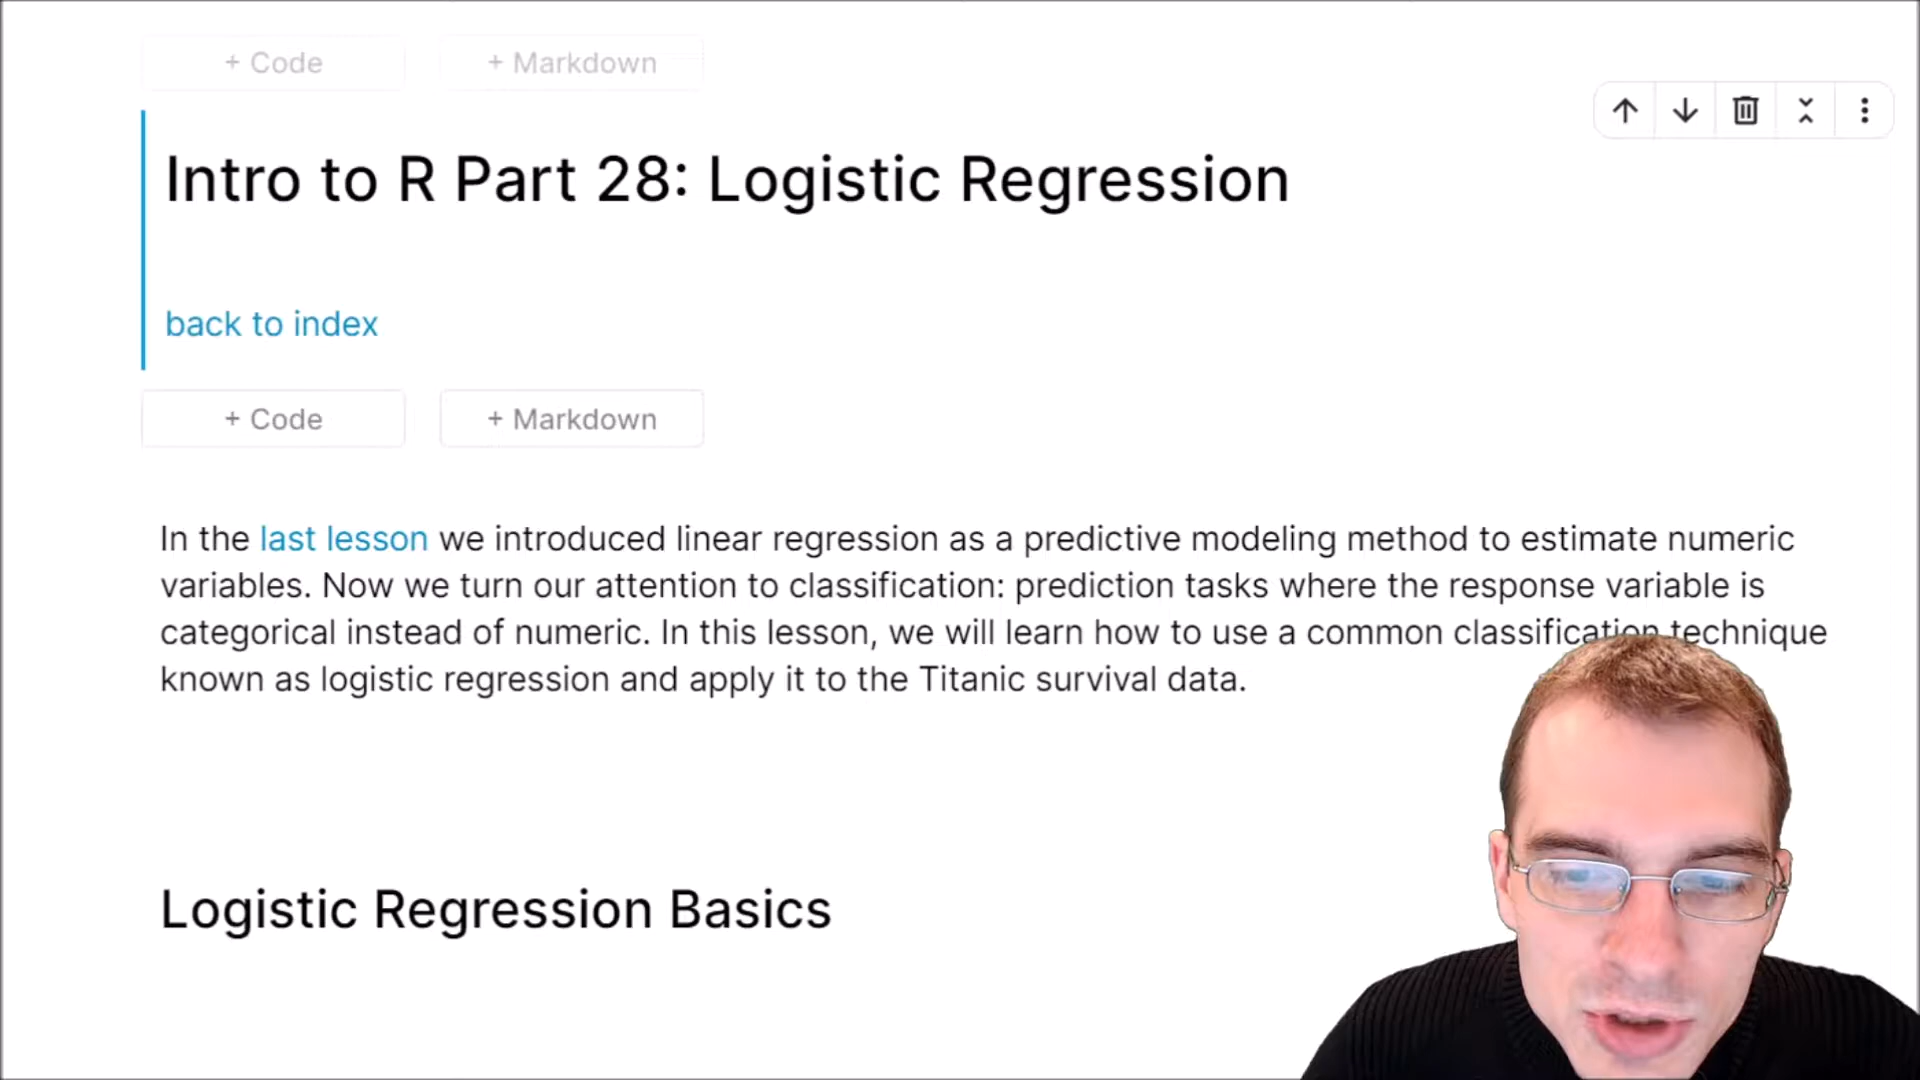 + Code + Markdown
Intro to R Part 28: Logistic Regression
back to index
+ Code + Markdown
In the last lesson we introduced linear regression as a predictive modeling method to estimate numeric
variables. Now we turn our attention to classification: prediction tasks where the response variable is
categorical instead of numeric. In this lesson, we will learn how to use a common classification technique
known as logistic regression and apply it to the Titanic survival data.
Logistic Regression Basics